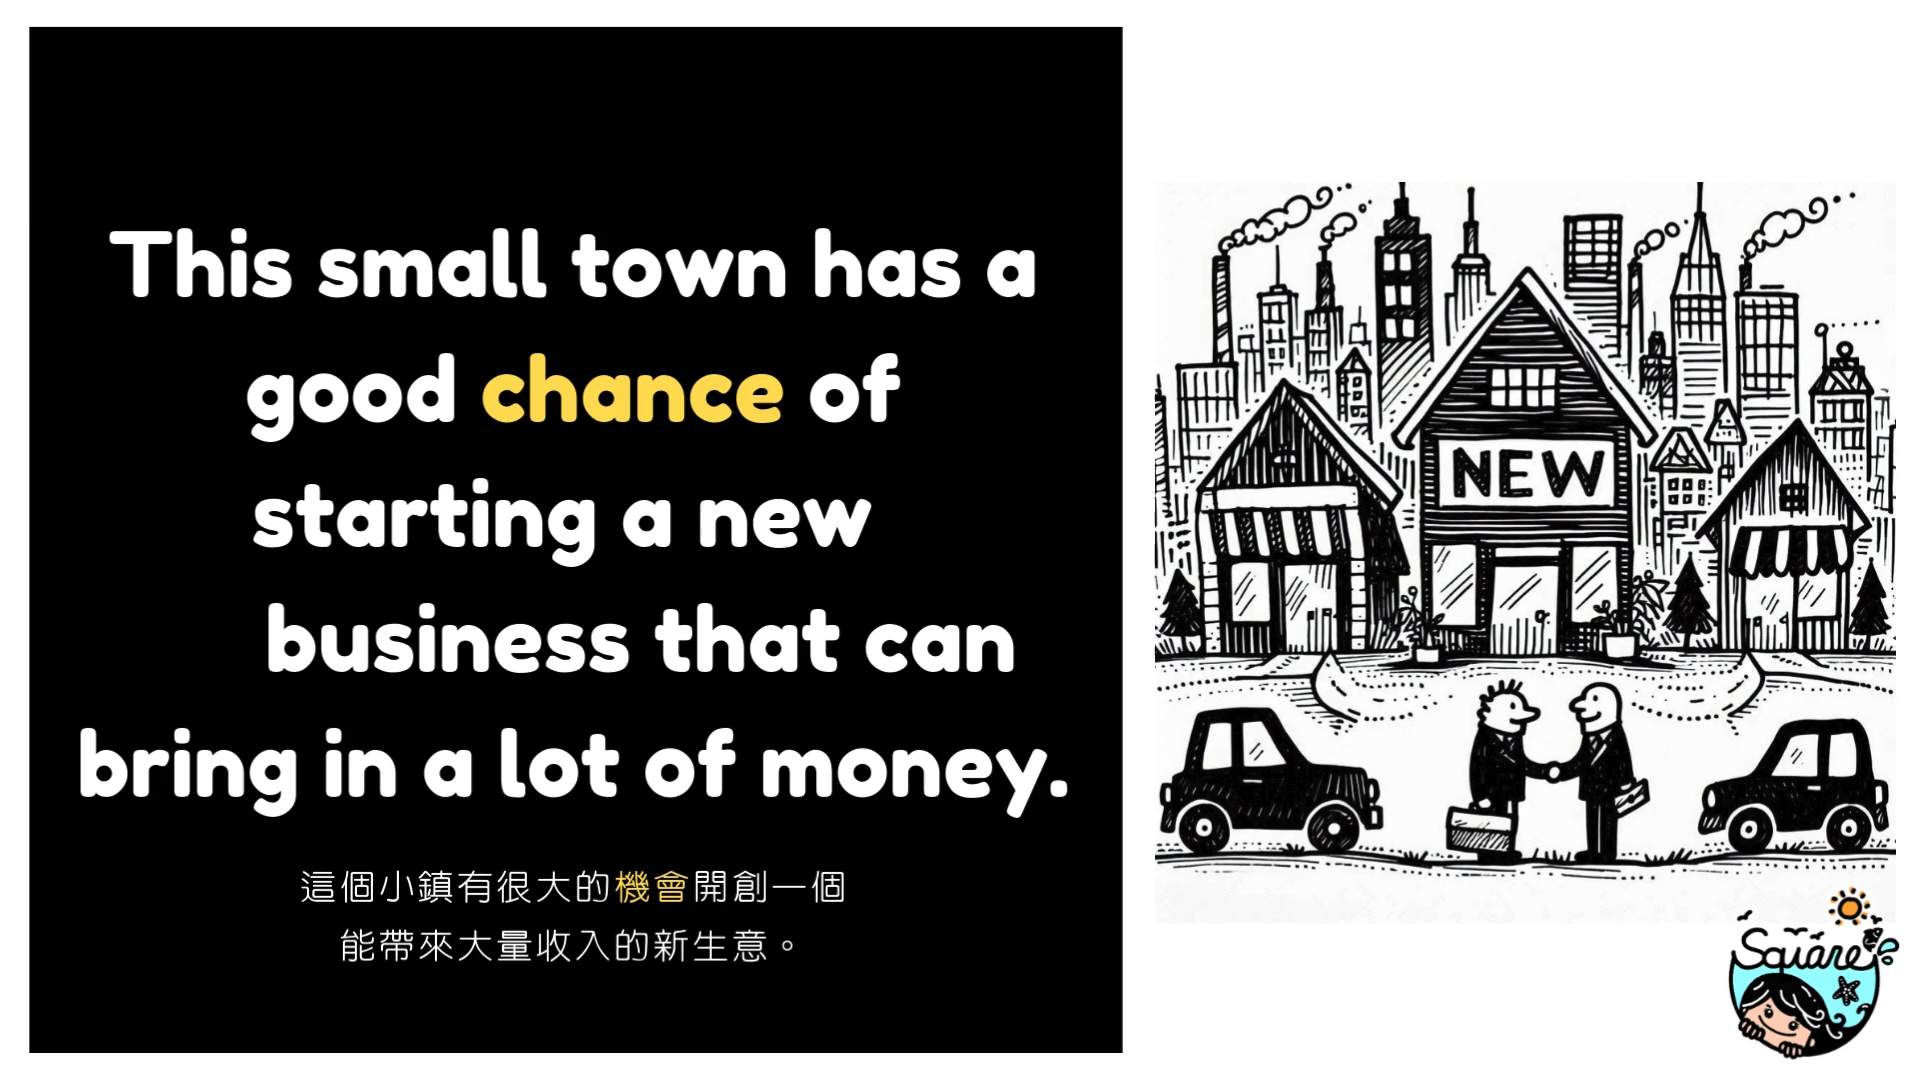 This small town has a
good chance of
starting a new
business that can
bring in a lot of money.
這個小鎮有很大的機會開創一個
能帶來大量收入的新生意。
NEW
Square